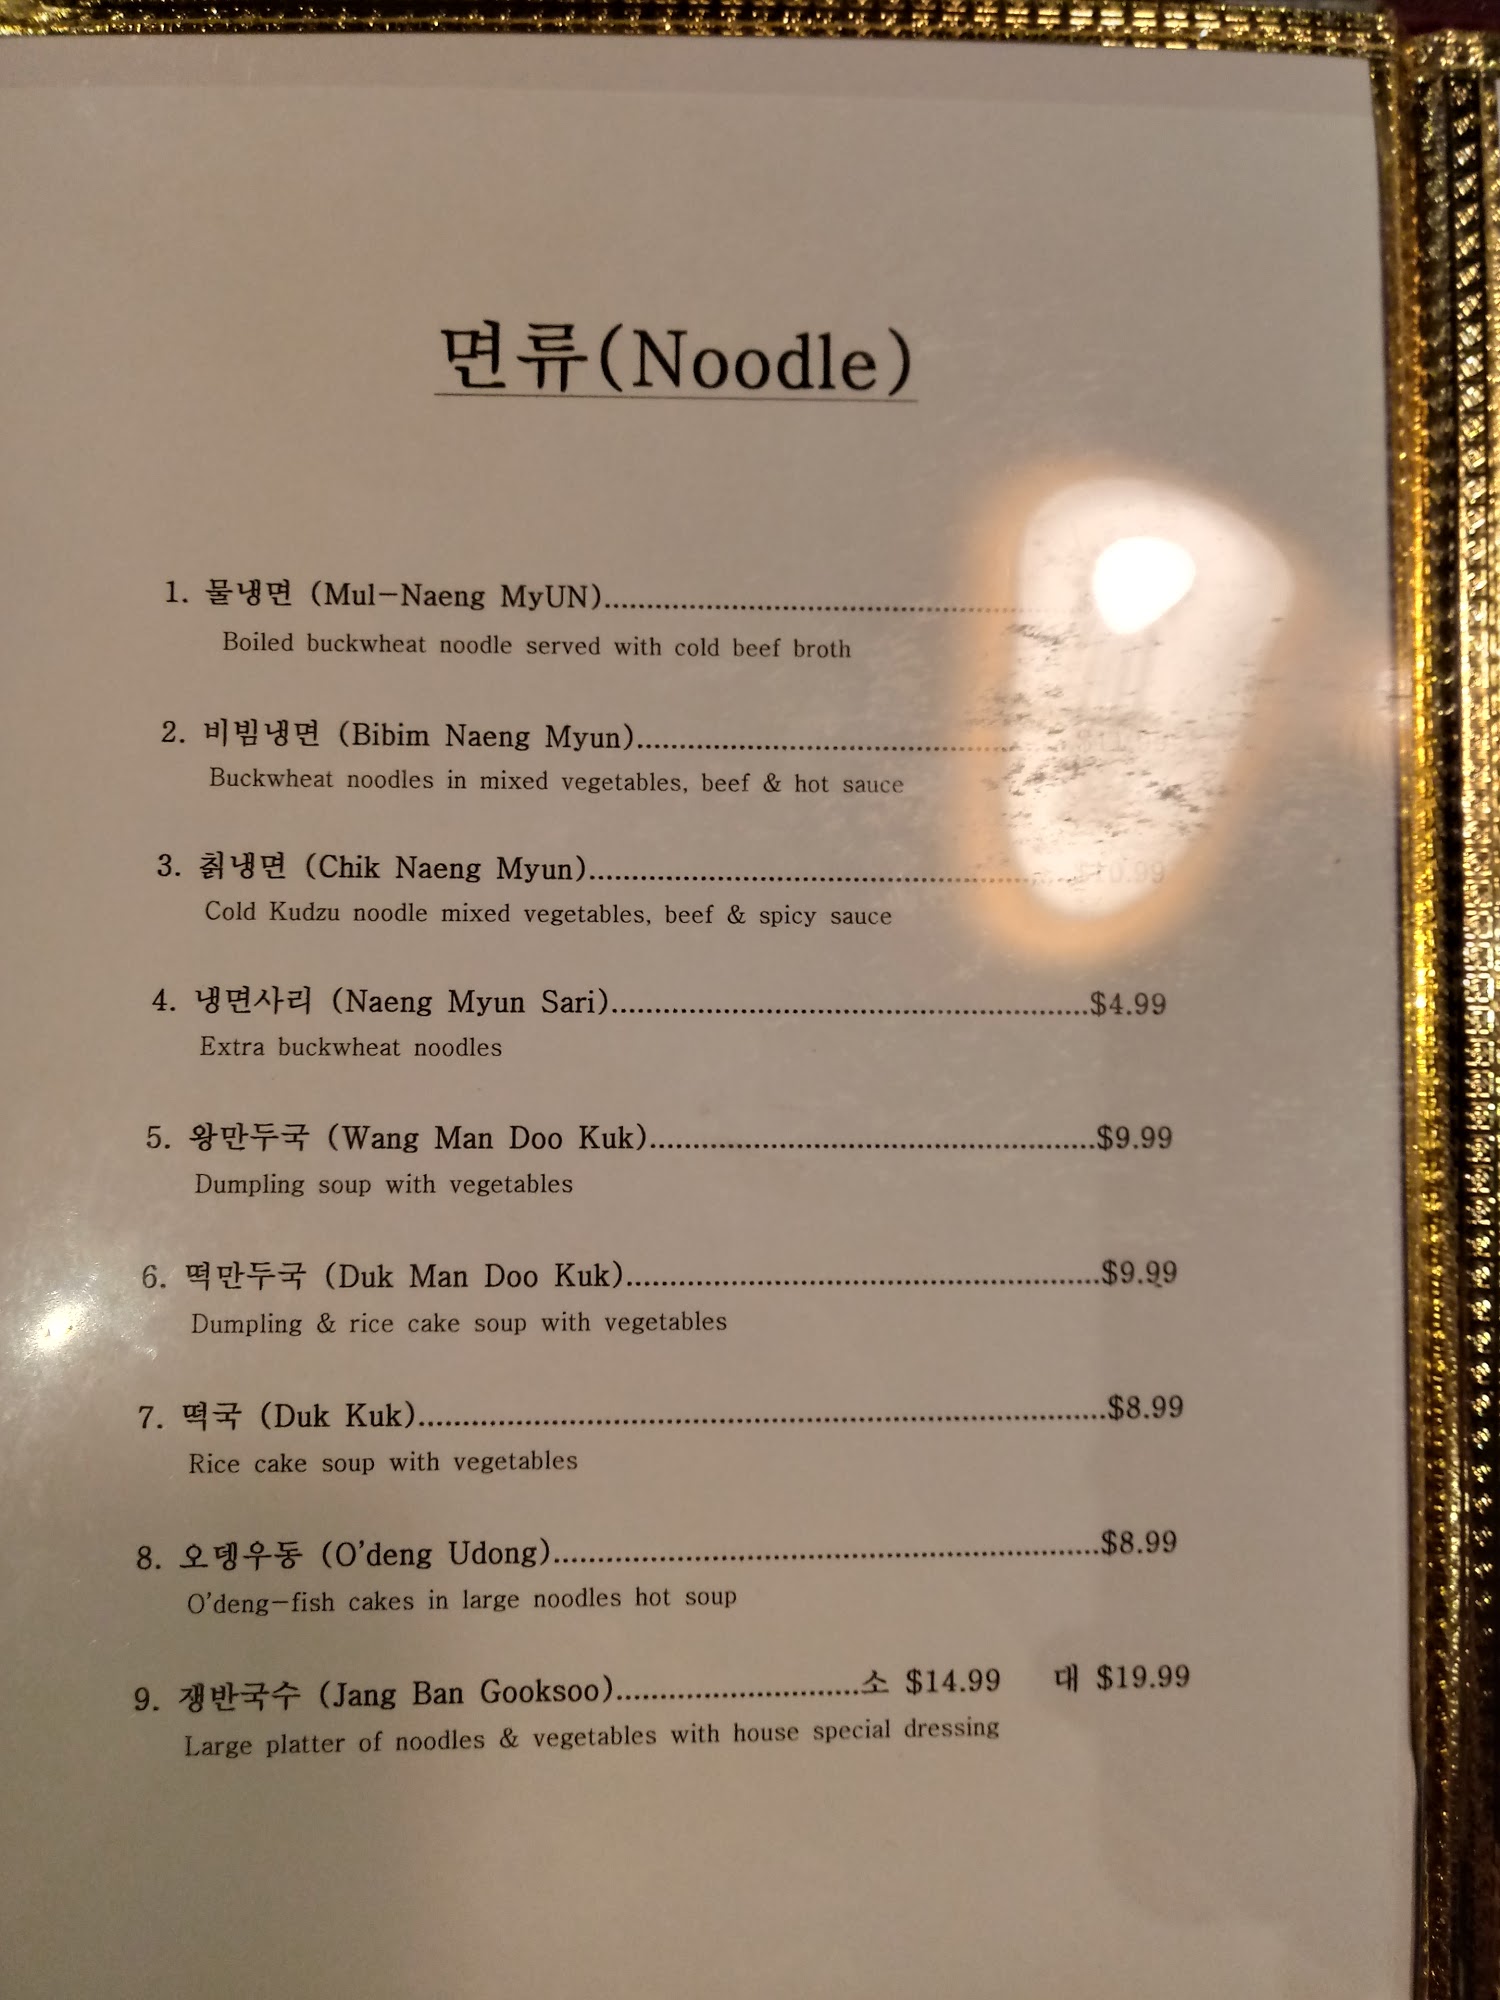 면류(Noodle)
1. 물냉면 (Mul-Naeng MyUN)
Boiled buckwheat noodle served with cold beef broth
2. 비빔냉면 (Bibim Naeng Myun)
Buckwheat noodles in mixed vegetables, beef & hot sauce
3. 칡냉면 (Chik Naeng Myun) $10.99
Cold Kudzu noodle mixed vegetables, beef & spicy sauce
4. 냉면사리 (Naeng Myun Sari) $4.99
Extra buckwheat noodles
5. 왕만두국 (Wang Man Doo Kuk) $9.99
Dumpling soup with vegetables
6. 떡만두국 (Duk Man Doo Kuk) $9.99
Dumpling & rice cake soup with vegetables
7. 떡국 (Duk Kuk) $8.99
Rice cake soup with vegetables
8. 오뎅우동 (O'deng Udong) $8.99
O'deng-fish cakes in large noodles hot soup
9. 쟁반국수 (Jang Ban Gooksoo) 소 $14.99 대 $19.99
Large platter of noodles & vegetables with house special dressing